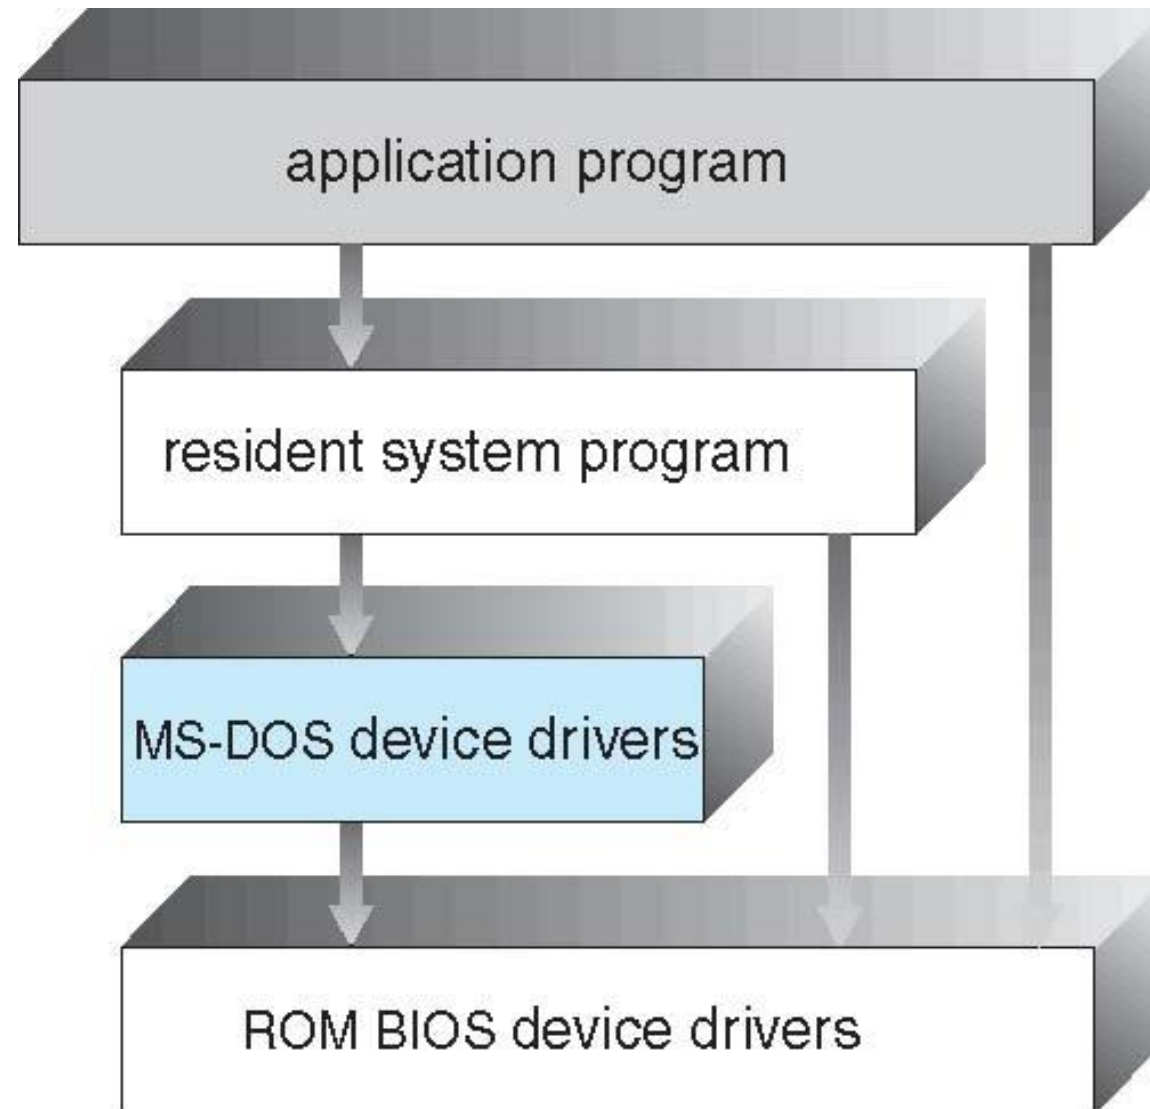 application program
resident system program
MS-DOS device drivers
ROM BIOS device drivers